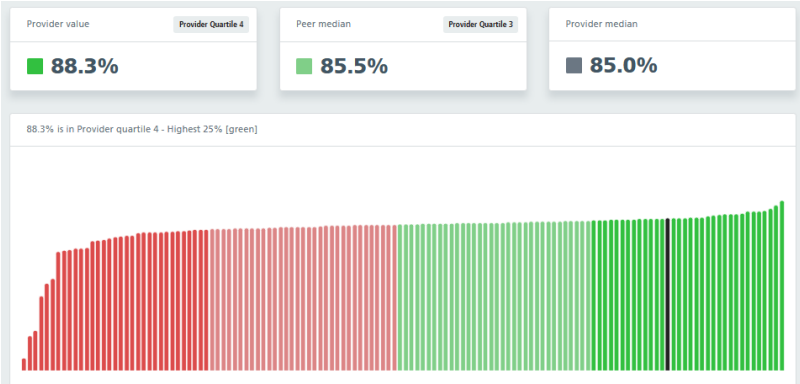 Provider value
Provider Quartile 4
88.3%
Peer median
Provider Quartile 3
85.5%
Provider median
85.0%
88.3% is in Provider quartile 4 - Highest 25% [green]